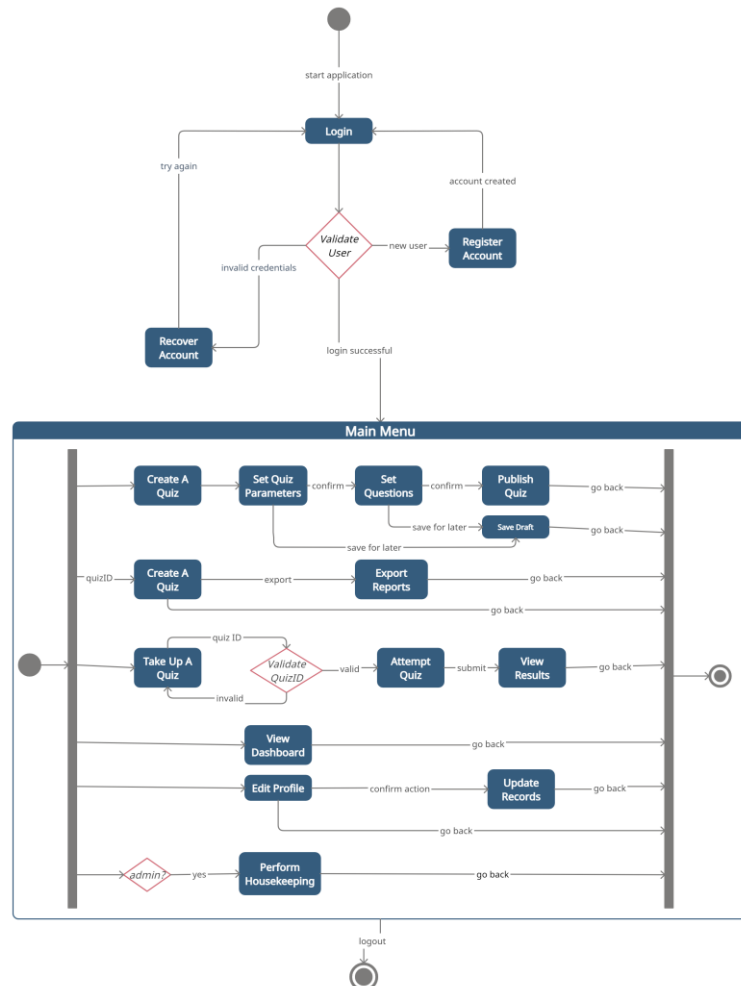 start application
Login
try again
account created
Validate
User
new user
Register
Account
invalid credentials
Recover
Account
login successful
Main Menu
Create A
Quiz
Set Quiz
Parameters
confirm
Set
Questions
confirm
Publish
Quiz
go back
save for later
Save Draft
go back
save for later
quizID
Create A
Quiz
export
Export
Reports
go back
go back
quiz ID
Take Up A
Quiz
Validate
QuizID
valid
Attempt
Quiz
submit
View
Results
go back
invalid
View
Dashboard
go back
Edit Profile
confirm action
Update
Records
go back
go back
admin?
yes
Perform
Housekeeping
go back
logout